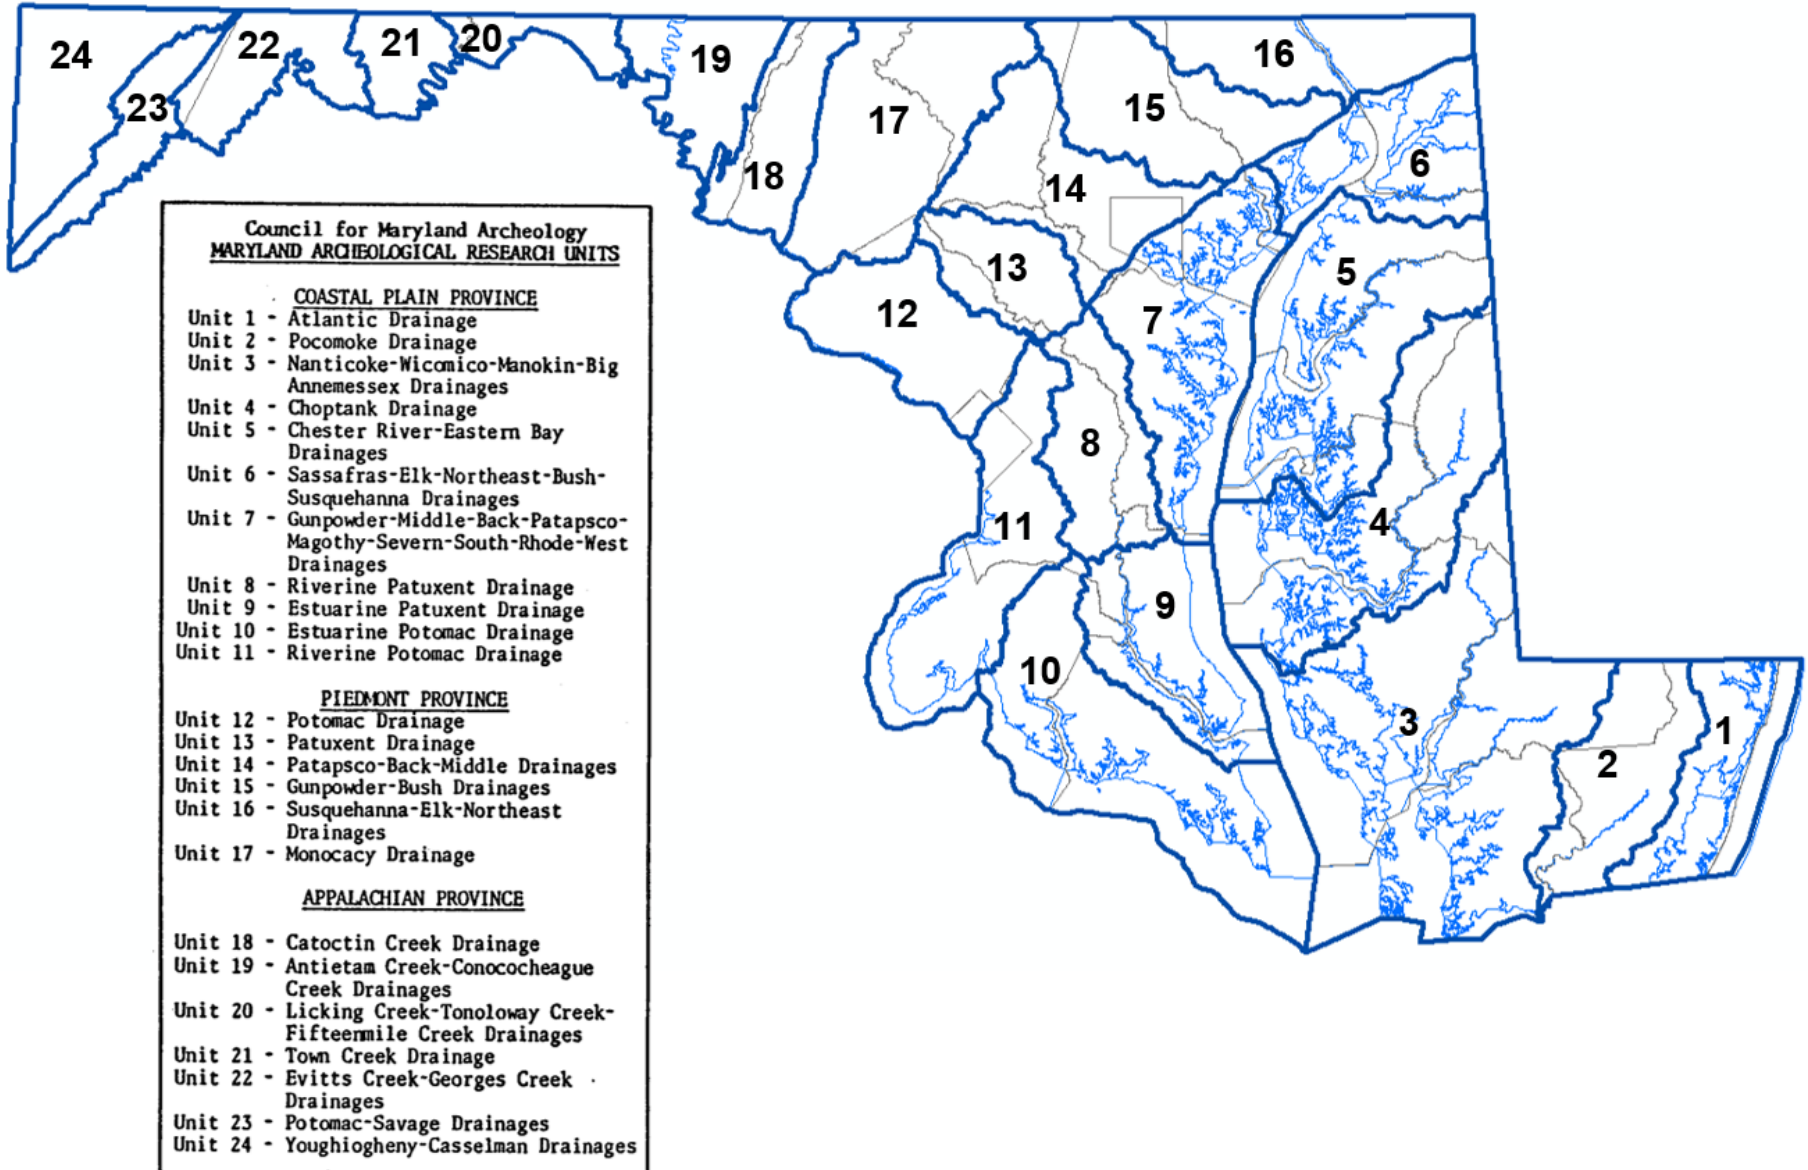 24
23
22
21
20
19
18
17
16
15
14
13
12
11
10
9
8
7
6
5
4
3
2
1
Council for Maryland Archeology
MARYLAND ARCHEOLOGICAL RESEARCH UNITS
COASTAL PLAIN PROVINCE
Unit 1 - Atlantic Drainage
Unit 2 - Pocomoke Drainage
Unit 3 - Nanticoke-Wicomico-Manokin-Big
Annemessex Drainages
Unit 4 - Choptank Drainage
Unit 5 - Chester River-Eastern Bay
Drainages
Unit 6 - Sassafras-Elk-Northeast-Bush-
Susquehanna Drainages
Unit 7 - Gunpowder-Middle-Back-Patapsco-
Magothy-Severn-South-Rhode-West
Drainages
Unit 8 - Riverine Patuxent Drainage
Unit 9 - Estuarine Patuxent Drainage
Unit 10 - Estuarine Potomac Drainage
Unit 11 - Riverine Potomac Drainage
PIEDMONT PROVINCE
Unit 12 - Potomac Drainage
Unit 13 - Patuxent Drainage
Unit 14 - Patapsco-Back-Middle Drainages
Unit 15 - Gunpowder-Bush Drainages
Unit 16 - Susquehanna-Elk-Northeast
Drainages
Unit 17 - Monocacy Drainage
APPALACHIAN PROVINCE
Unit 18 - Catoctin Creek Drainage
Unit 19 - Antietam Creek-Conococheague
Creek Drainages
Unit 20 - Licking Creek-Tonoloway Creek-
Fifteenmile Creek Drainages
Unit 21 - Town Creek Drainage
Unit 22 - Evitts Creek-Georges Creek
Drainages
Unit 23 - Potomac-Savage Drainages
Unit 24 - Youghiogheny-Casselman Drainages